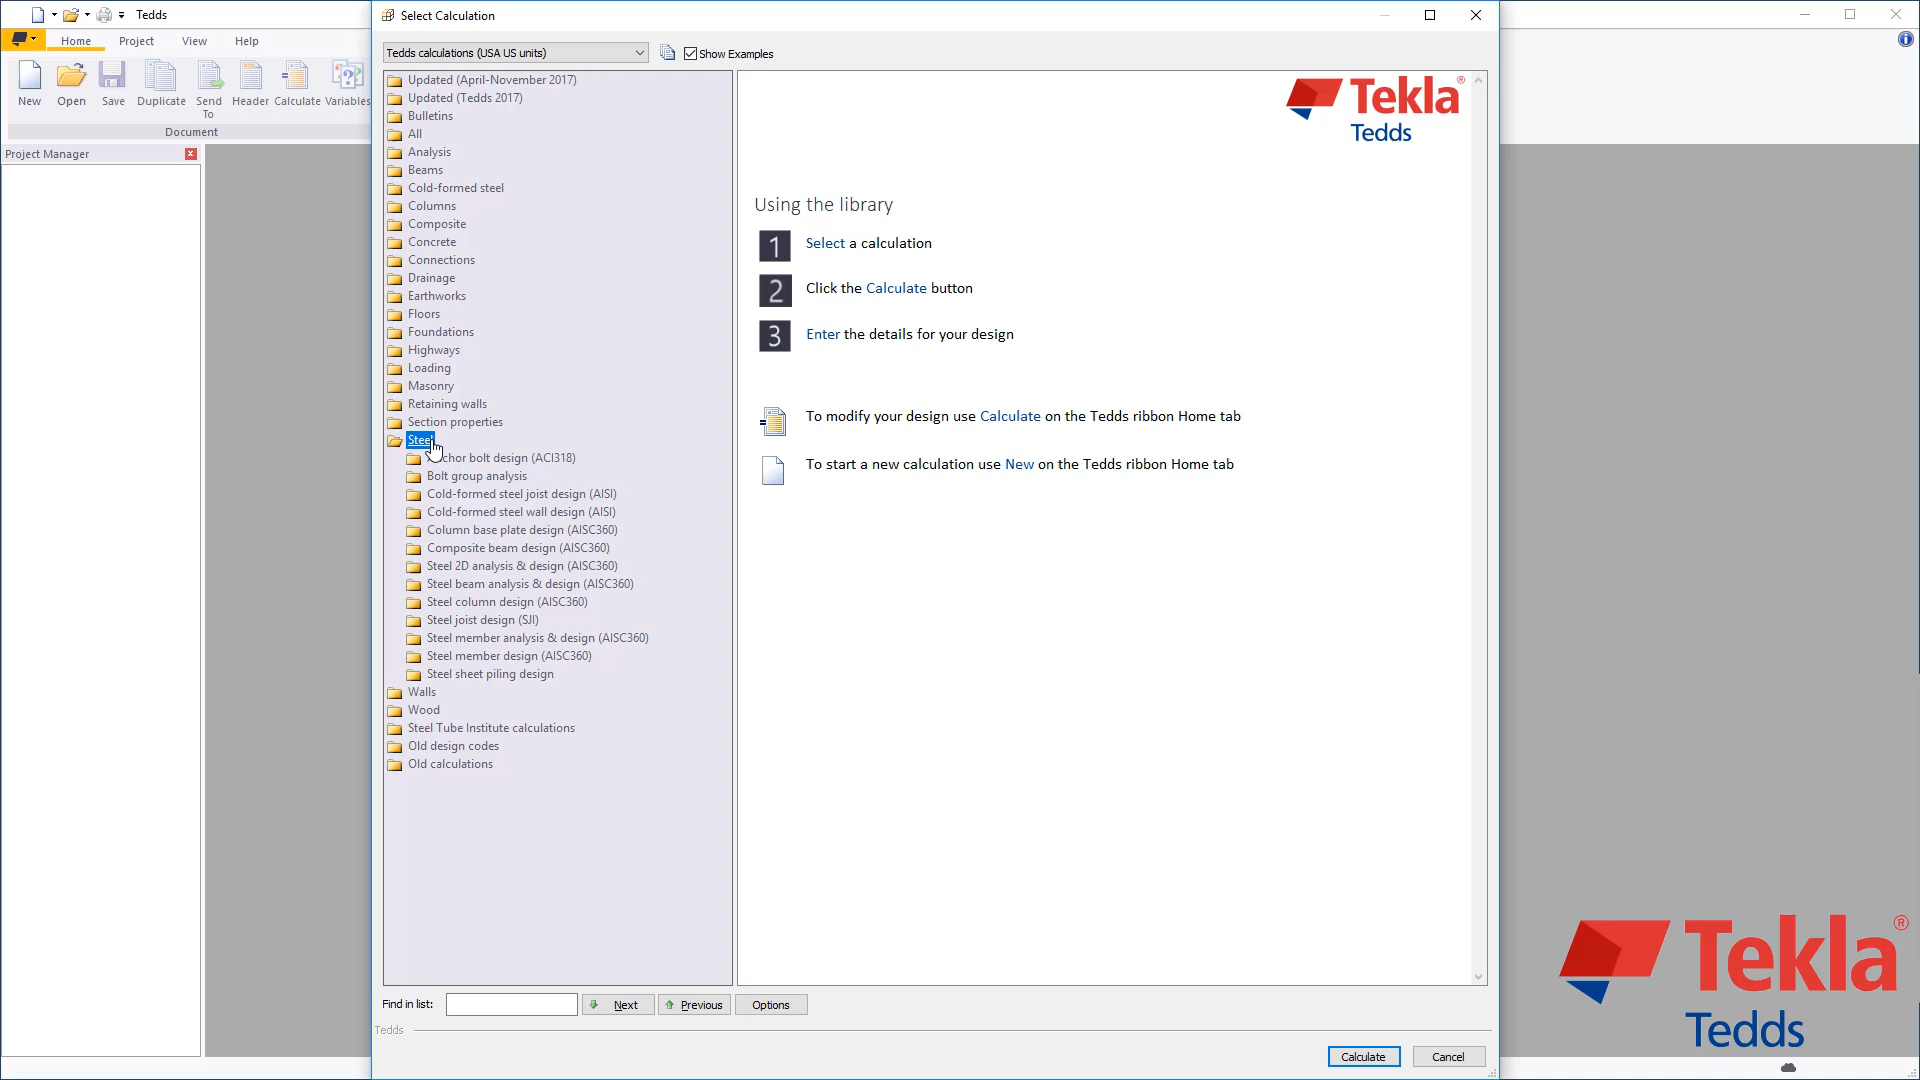 Tedds
Select Calculation
Home
Project
View
Help
New
Open
Save
Duplicate
Send
To
Header
Calculate
Variables
Document
Project Manager
Tedds calculations (USA US units)
Show Examples
Updated (April-November 2017)
Updated (Tedds 2017)
Bulletins
All
Analysis
Beams
Cold-formed steel
Columns
Composite
Concrete
Connections
Drainage
Earthworks
Floors
Foundations
Highways
Loading
Masonry
Retaining walls
Section properties
Steel
Anchor bolt design (ACI318)
Bolt group analysis
Cold-formed steel joist design (AISI)
Cold-formed steel wall design (AISI)
Column base plate design (AISC360)
Composite beam design (AISC360)
Steel 2D analysis & design (AISC360)
Steel beam analysis & design (AISC360)
Steel column design (AISC360)
Steel joist design (SJI)
Steel member analysis & design (AISC360)
Steel member design (AISC360)
Steel sheet piling design
Walls
Wood
Steel Tube Institute calculations
Old design codes
Old calculations
Tekla®
Tedds
Using the library
1 Select a calculation
2 Click the Calculate button
3 Enter the details for your design
To modify your design use Calculate on the Tedds ribbon Home tab
To start a new calculation use New on the Tedds ribbon Home tab
Find in list:
Next
Previous
Options
Tedds
Calculate
Cancel
Tekla®
Tedds